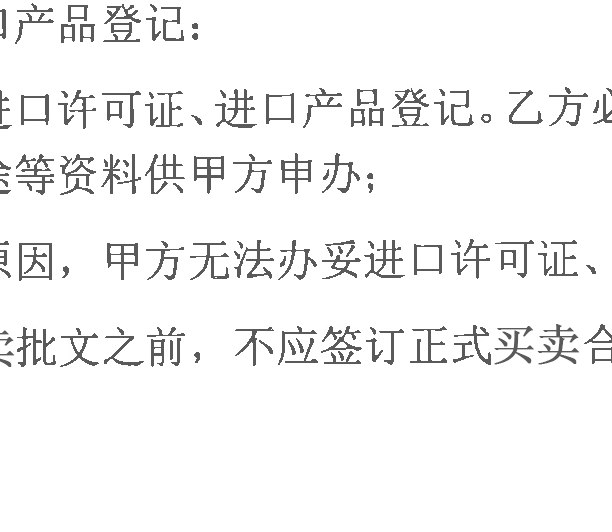 口产品登记：
进口许可证、进口产品登记。乙方必
途等资料供甲方申办；
原因，甲方无法办妥进口许可证、
卖批文之前，不应签订正式买卖合